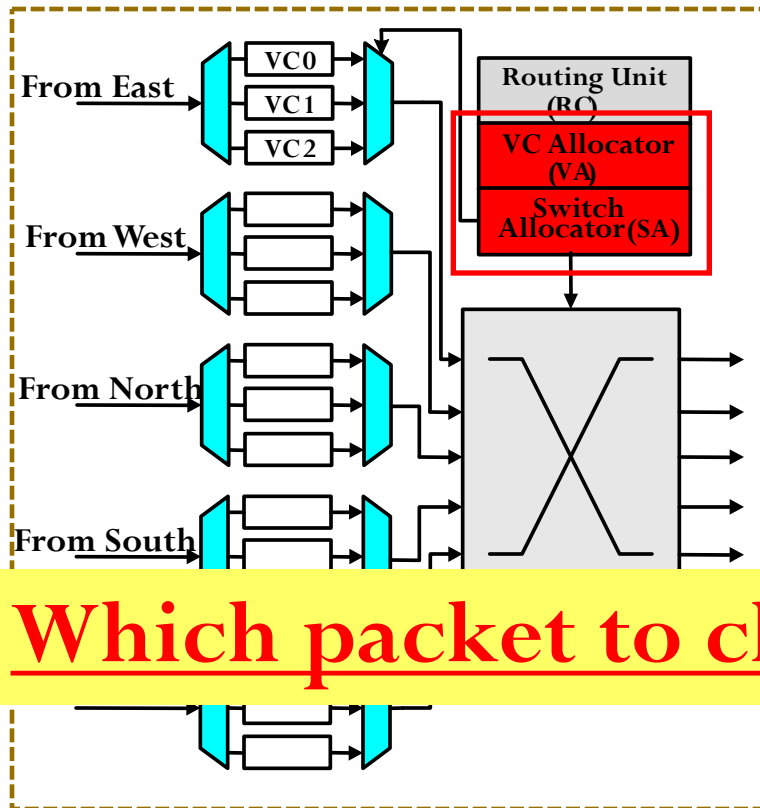 From East
VC0
VC1
VC2
Routing Unit
(RC)
VC Allocator
(VA)
Switch
Allocator(SA)
From West
From North
From South
Which packet to